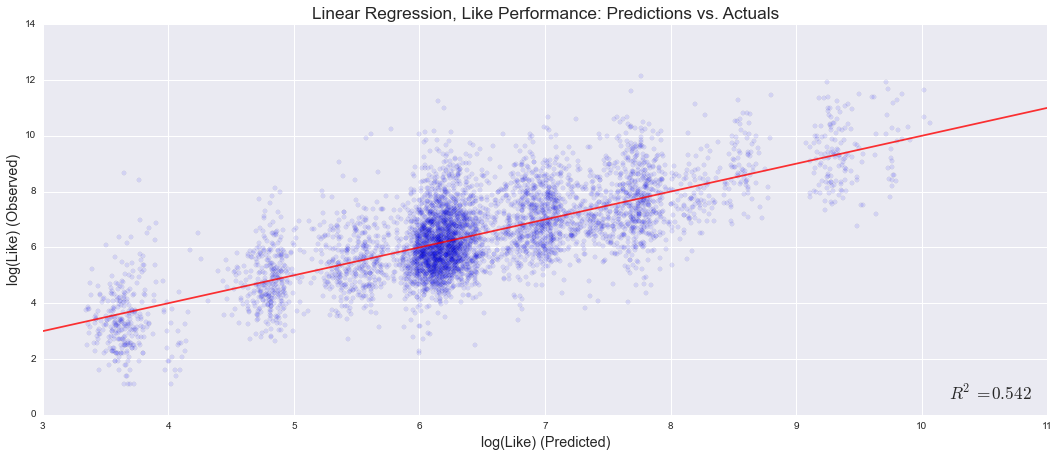 Linear Regression, Like Performance: Predictions vs. Actuals
14
12
10
8
6
4
2
0
log(Like) (Observed)
R² = 0.542
3 4 5 6 7 8 9 10 11
log(Like) (Predicted)